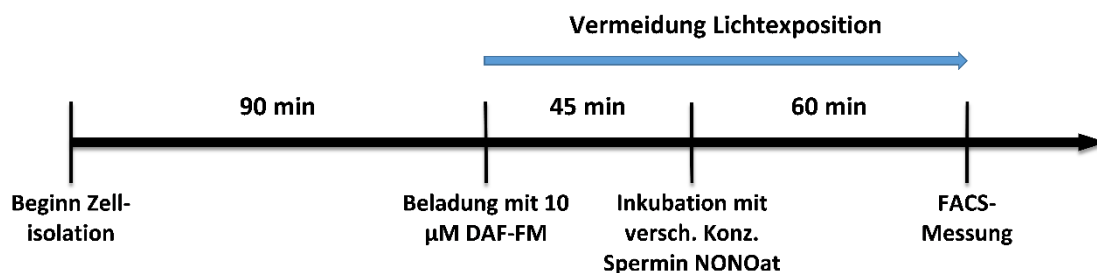 Vermeidung Lichtexposition
90 min
45 min
60 min
Beginn Zell-
isolation
Beladung mit 10
µM DAF-FM
Inkubation mit
versch. Konz.
Spermin NONOat
FACS-
Messung